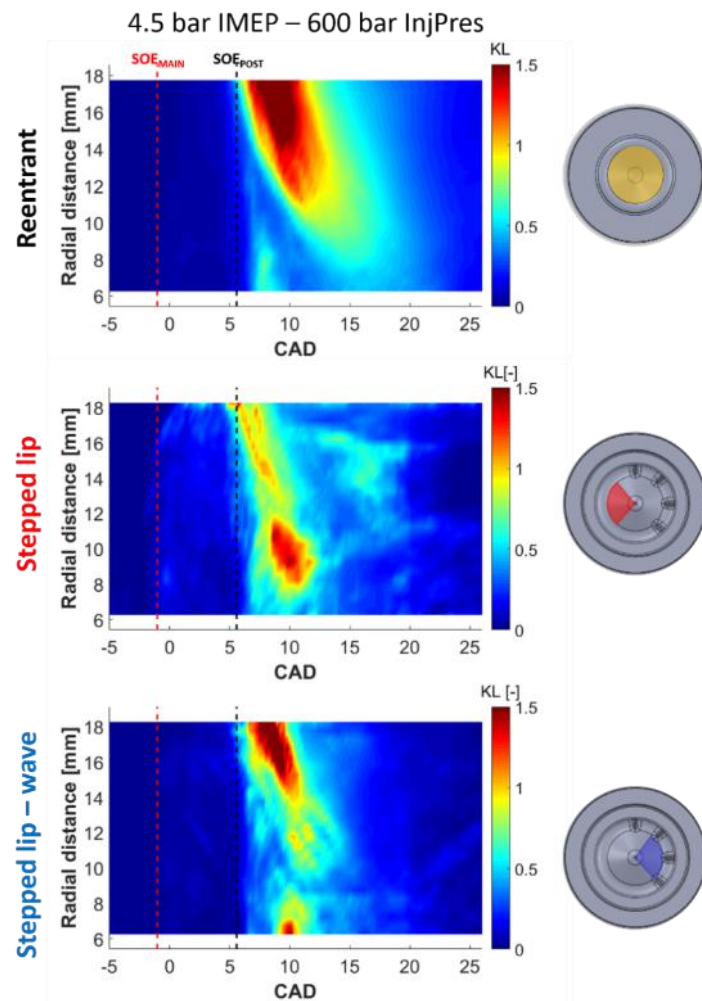 4.5 bar IMEP – 600 bar InjPres
SOE MAIN
SOE POST
KL
1.5
1
0.5
0
Reentrant
Radial distance [mm]
18
16
14
12
10
8
6
-5 0 5 10 15 20 25
CAD
KL[-]
1.5
1
0.5
0
Stepped lip
Radial distance [mm]
18
16
14
12
10
8
6
-5 0 5 10 15 20 25
CAD
KL [-]
1.5
1
0.5
0
Stepped lip – wave
Radial distance [mm]
18
16
14
12
10
8
6
-5 0 5 10 15 20 25
CAD